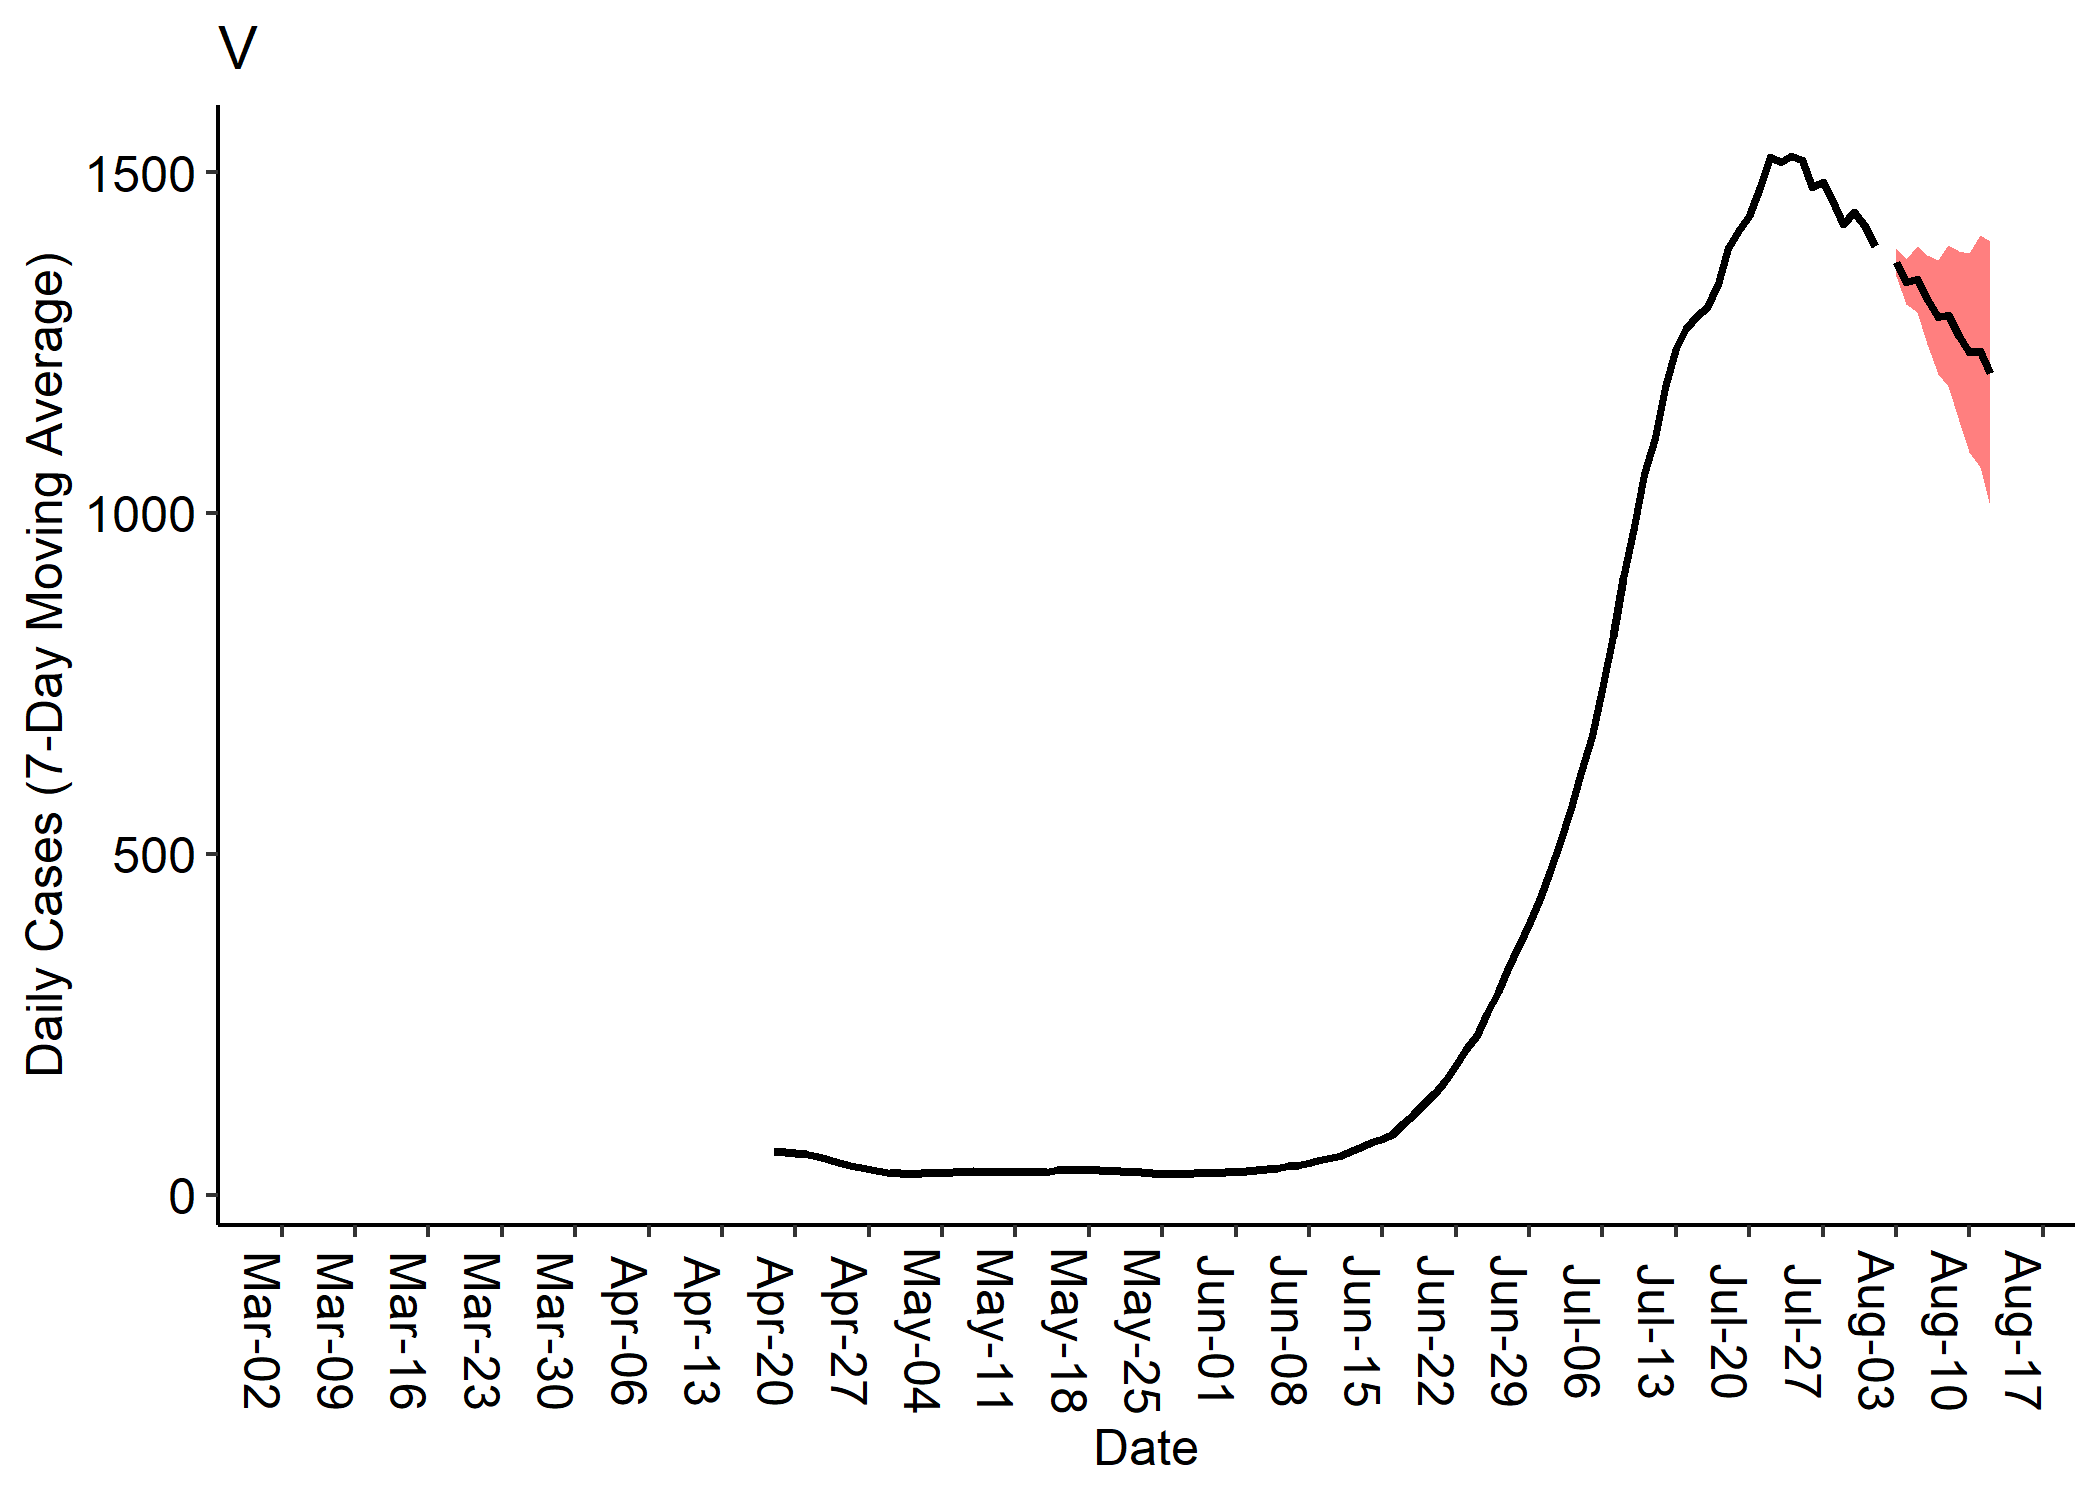 V
Daily Cases (7-Day Moving Average)
1500
1000
500
0
Mar-02
Mar-09
Mar-16
Mar-23
Mar-30
Apr-06
Apr-13
Apr-20
Apr-27
May-04
May-11
May-18
May-25
Jun-01
Jun-08
Jun-15
Jun-22
Jun-29
Jul-06
Jul-13
Jul-20
Jul-27
Aug-03
Aug-10
Aug-17
Date